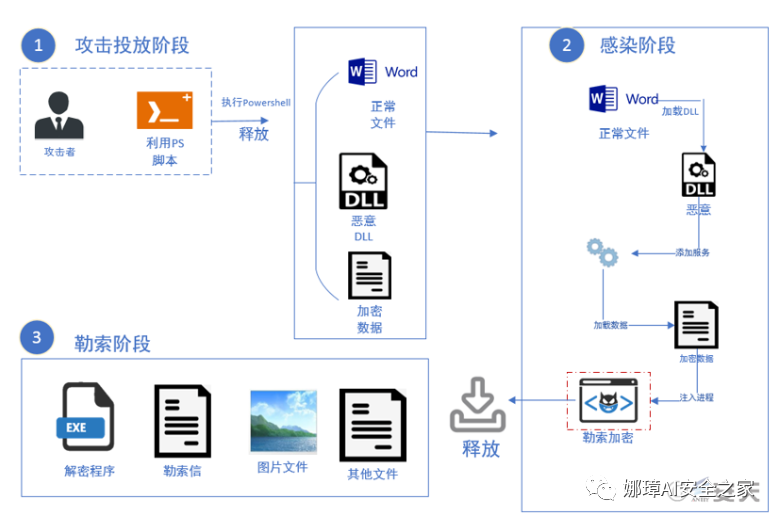 1 攻击投放阶段
攻击者
利用PS
脚本
执行Powershell
释放
W Word
正常
文件
DLL
恶意
DLL
加密
数据
2 感染阶段
W Word
正常文件
加载DLL
DLL
恶意
添加服务
加载数据
加密数据
注入进程
勒索加密
释放
3 勒索阶段
EXE
解密程序
勒索信
图片文件
其他文件
娜璋AI安全之家